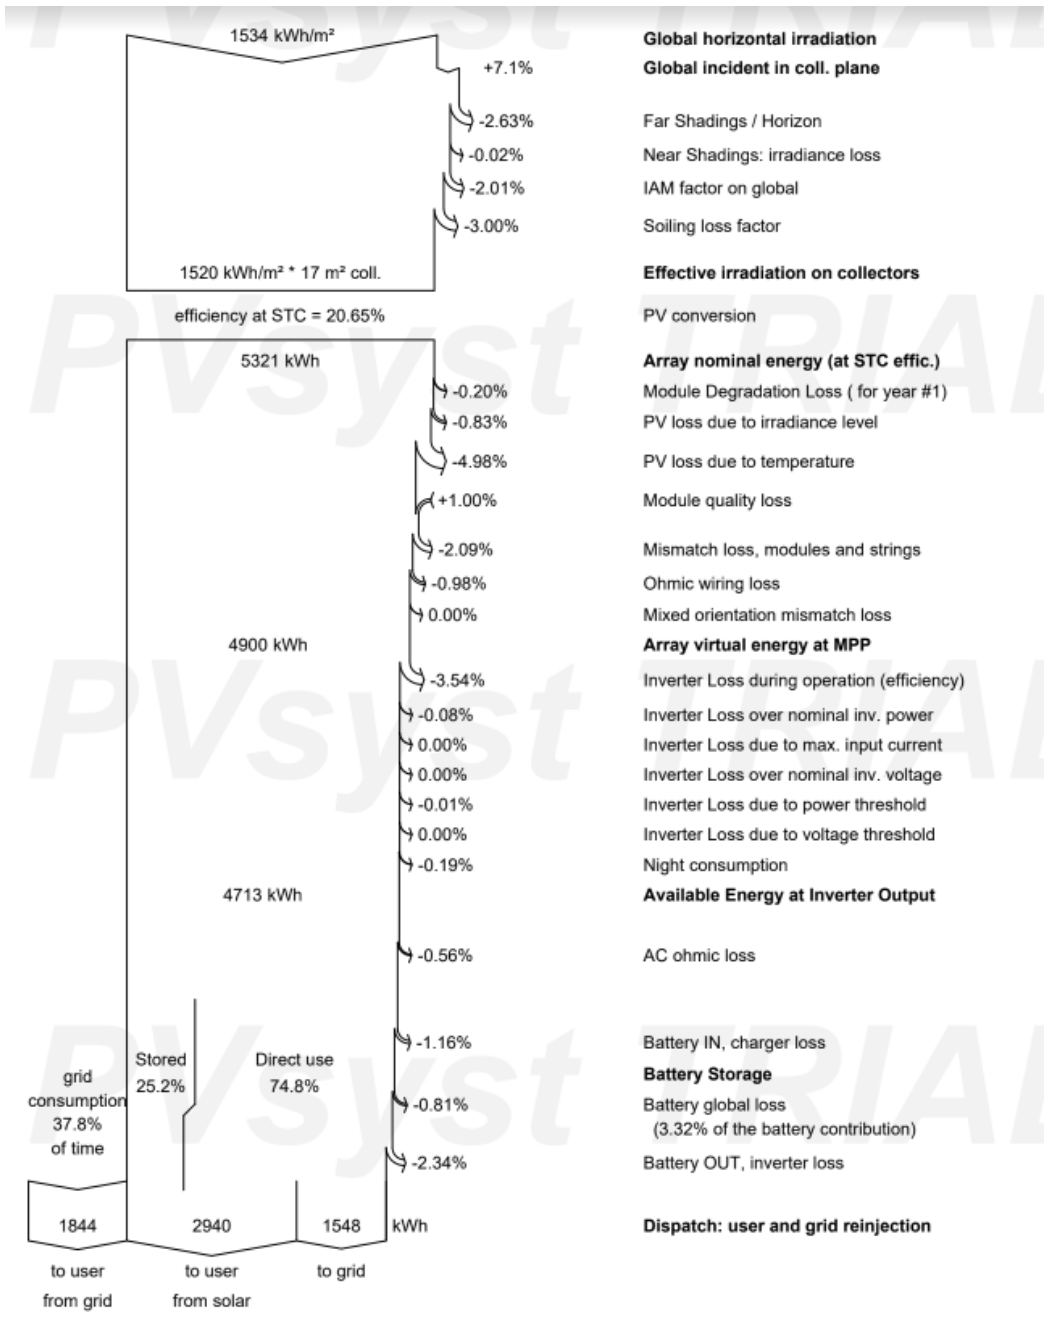 1534 kWh/m² Global horizontal irradiation
+7.1% Global incident in coll. plane
-2.63% Far Shadings / Horizon
-0.02% Near Shadings: irradiance loss
-2.01% IAM factor on global
-3.00% Soiling loss factor
1520 kWh/m² * 17 m² coll. Effective irradiation on collectors
efficiency at STC = 20.65% PV conversion
5321 kWh Array nominal energy (at STC effic.)
-0.20% Module Degradation Loss ( for year #1)
-0.83% PV loss due to irradiance level
-4.98% PV loss due to temperature
+1.00% Module quality loss
-2.09% Mismatch loss, modules and strings
-0.98% Ohmic wiring loss
0.00% Mixed orientation mismatch loss
4900 kWh Array virtual energy at MPP
-3.54% Inverter Loss during operation (efficiency)
-0.08% Inverter Loss over nominal inv. power
0.00% Inverter Loss due to max. input current
0.00% Inverter Loss over nominal inv. voltage
-0.01% Inverter Loss due to power threshold
0.00% Inverter Loss due to voltage threshold
-0.19% Night consumption
4713 kWh Available Energy at Inverter Output
-0.56% AC ohmic loss
-1.16% Battery IN, charger loss
Stored Direct use
25.2% 74.8%
grid
consumption
37.8%
of time
Battery Storage
-0.81% Battery global loss
(3.32% of the battery contribution)
-2.34% Battery OUT, inverter loss
1844 2940 1548 kWh Dispatch: user and grid reinjection
to user to user to grid
from grid from solar
PVsyst TRIAL
PVsyst TRIAL
PVsyst TRIAL
PVsyst TRIAL